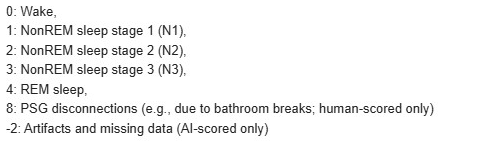 0: Wake,
1: NonREM sleep stage 1 (N1),
2: NonREM sleep stage 2 (N2),
3: NonREM sleep stage 3 (N3),
4: REM sleep,
8: PSG disconnections (e.g., due to bathroom breaks; human-scored only)
-2: Artifacts and missing data (AI-scored only)